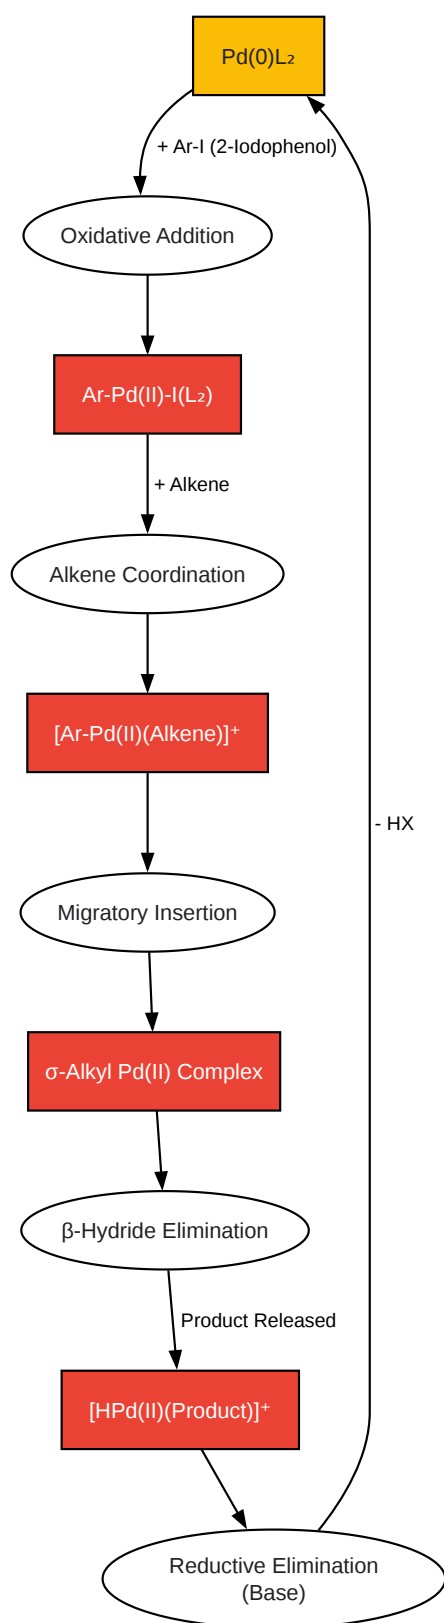 Pd(0)L₂
+ Ar-I (2-Iodophenol)
Oxidative Addition
Ar-Pd(II)-I(L₂)
+ Alkene
Alkene Coordination
[Ar-Pd(II)(Alkene)]⁺
- HX
Migratory Insertion
σ-Alkyl Pd(II) Complex
β-Hydride Elimination
Product Released
[HPd(II)(Product)]⁺
Reductive Elimination
(Base)